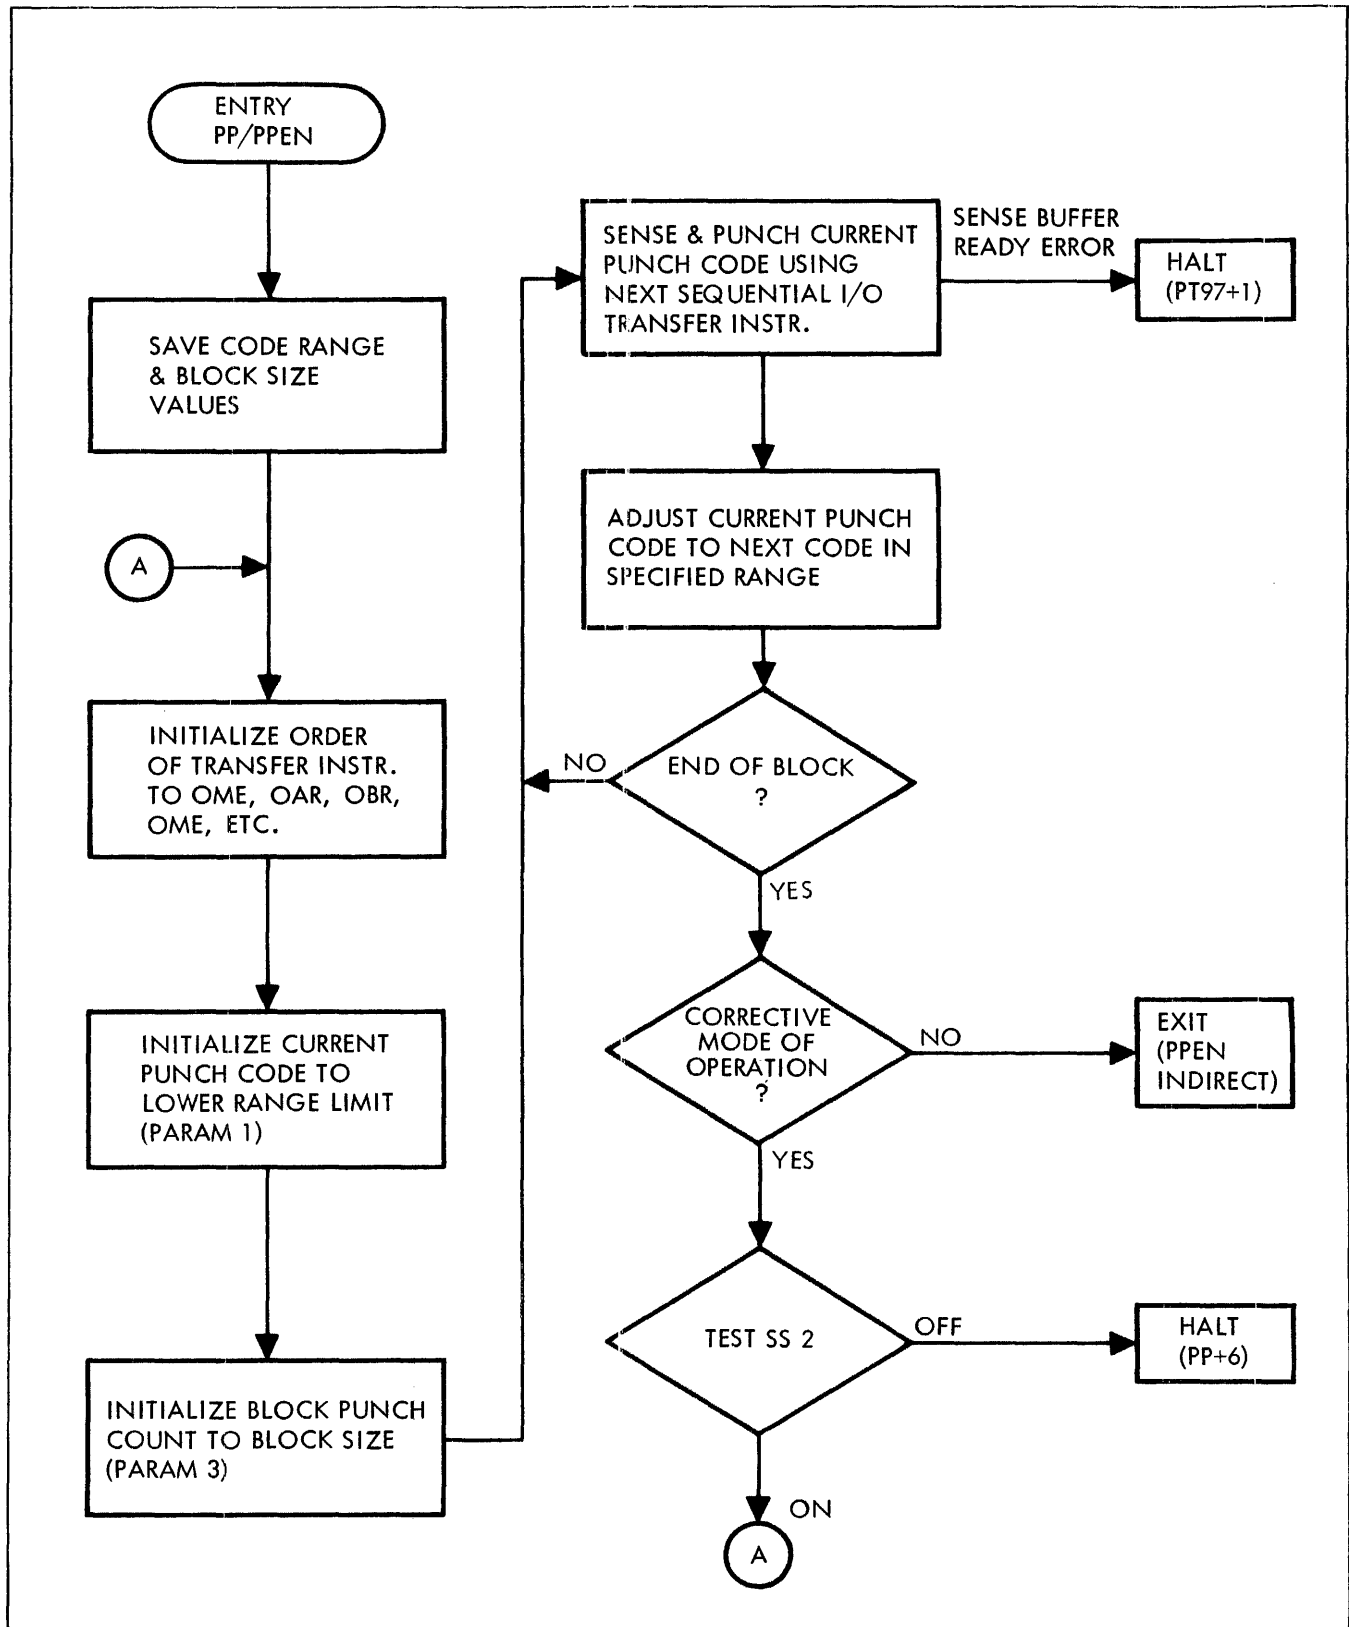 ENTRY
PP/PPEN
SAVE CODE RANGE
& BLOCK SIZE
VALUES
A
INITIALIZE ORDER
OF TRANSFER INSTR.
TO OME, OAR, OBR,
OME, ETC.
INITIALIZE CURRENT
PUNCH CODE TO
LOWER RANGE LIMIT
(PARAM 1)
INITIALIZE BLOCK PUNCH
COUNT TO BLOCK SIZE
(PARAM 3)
SENSE & PUNCH CURRENT
PUNCH CODE USING
NEXT SEQUENTIAL I/O
TRANSFER INSTR.
SENSE BUFFER
READY ERROR
HALT
(PT97+1)
ADJUST CURRENT PUNCH
CODE TO NEXT CODE IN
SPECIFIED RANGE
END OF BLOCK
?
NO
YES
CORRECTIVE
MODE OF
OPERATION
?
NO
EXIT
(PPEN
INDIRECT)
YES
TEST SS 2
OFF
HALT
(PP+6)
ON
A